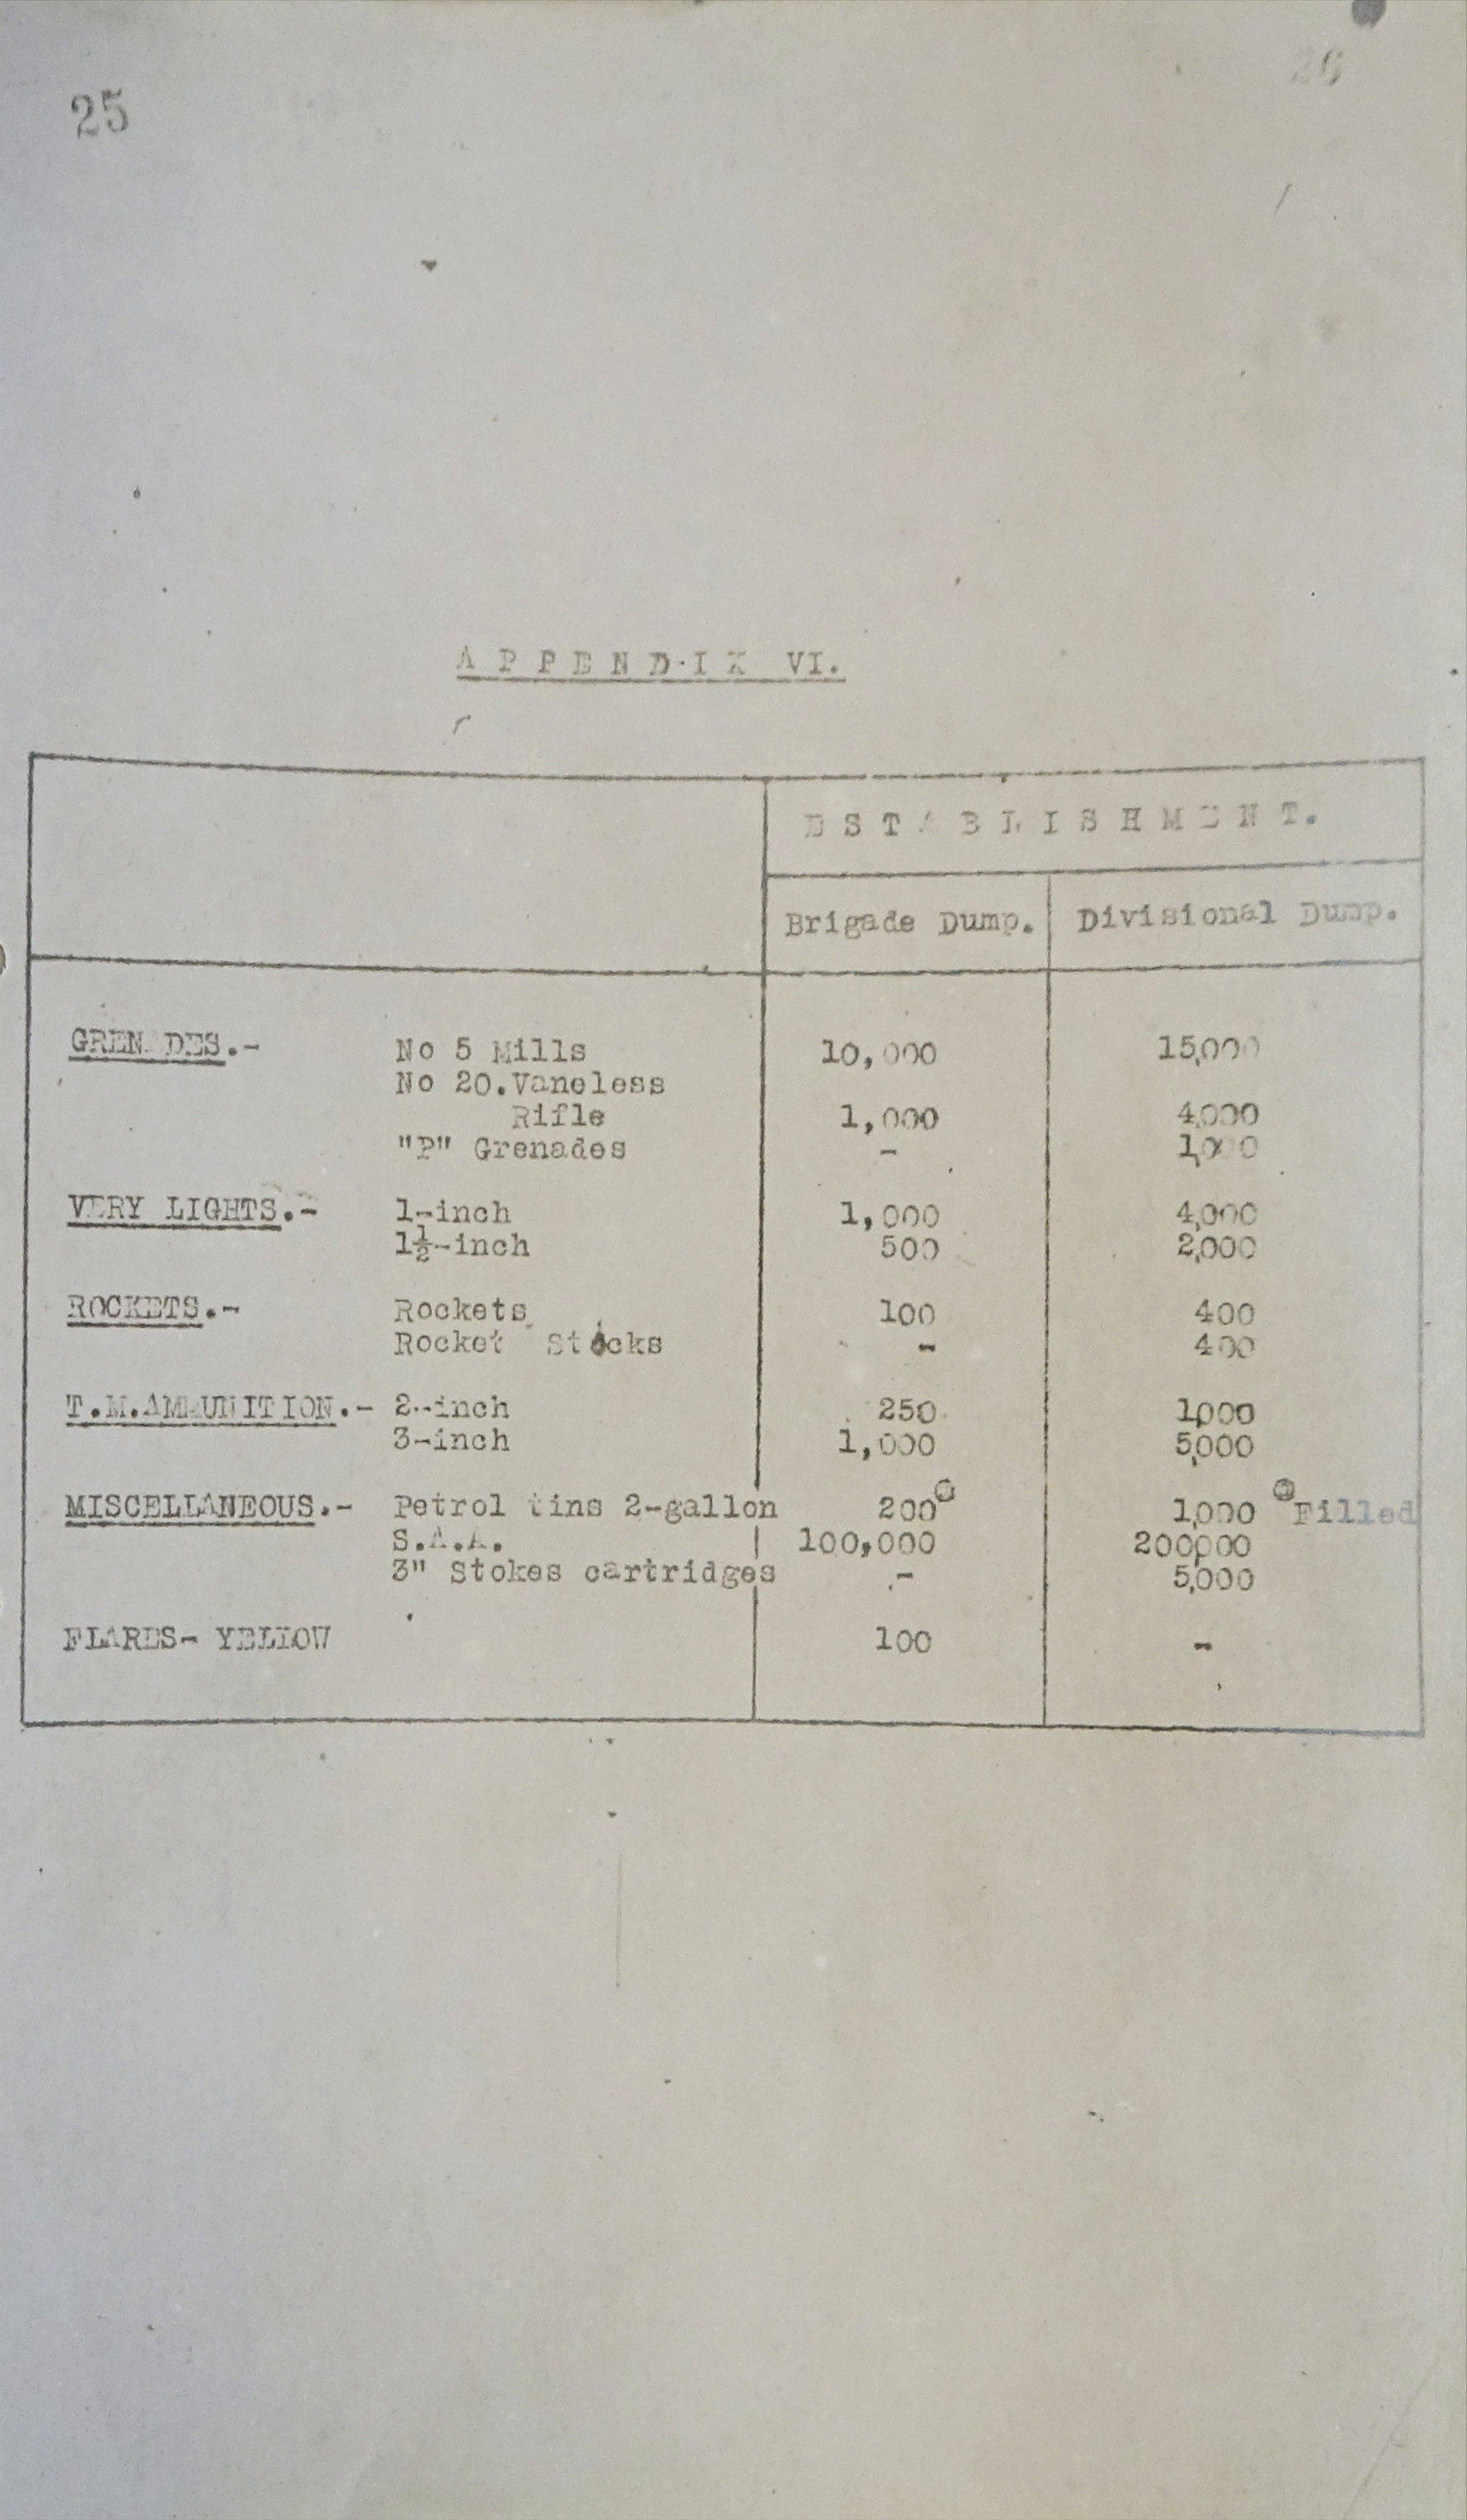 25
26
APPENDIX VI.
ESTABLISHMENT.
Brigade Dump. Divisional Dump.
GRENADES.- No 5 Mills 10,000 15,000
No 20.Vaneless
Rifle 1,000 4,000
"P" Grenades - 1,000
VERY LIGHTS.- 1-inch 1,000 4,000
1½-inch 500 2,000
ROCKETS.- Rockets 100 400
Rocket Sticks - 400
T.M.AMMUNITION.- 2-inch 250 1,000
3-inch 1,000 5,000
MISCELLANEOUS.- Petrol tins 2-gallon 200@ 1,000 @Filled
S.A.A. 100,000 200,000
3" Stokes cartridges - 5,000
FLARES- YELLOW 100 -